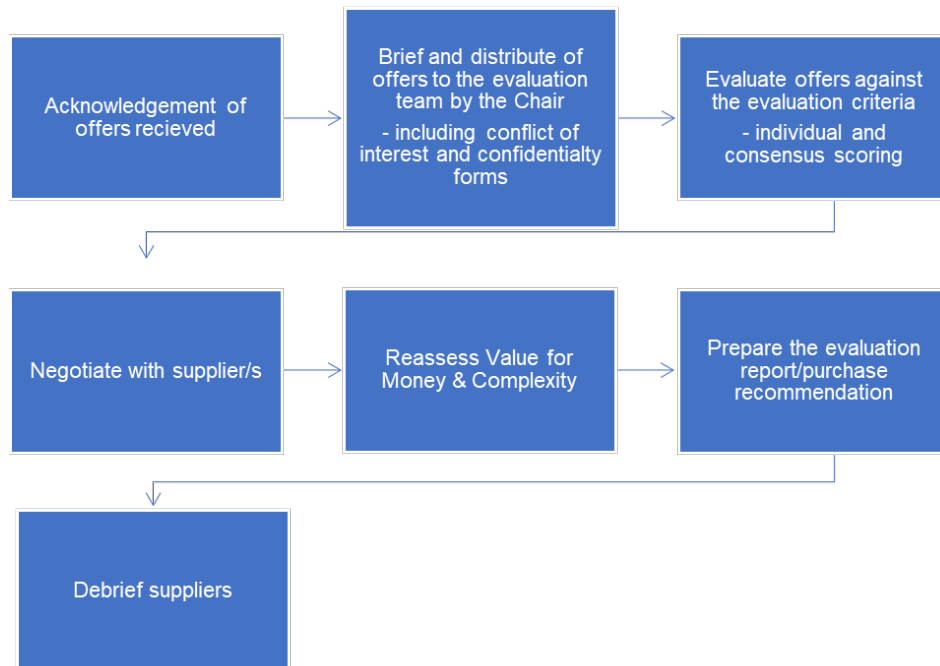 Acknowledgement of
offers recieved
Brief and distribute of
offers to the evaluation
team by the Chair
- including conflict of
interest and confidentialty
forms
Evaluate offers against
the evaluation criteria
- individual and
consensus scoring
Negotiate with supplier/s
Reassess Value for
Money & Complexity
Prepare the evaluation
report/purchase
recommendation
Debrief suppliers